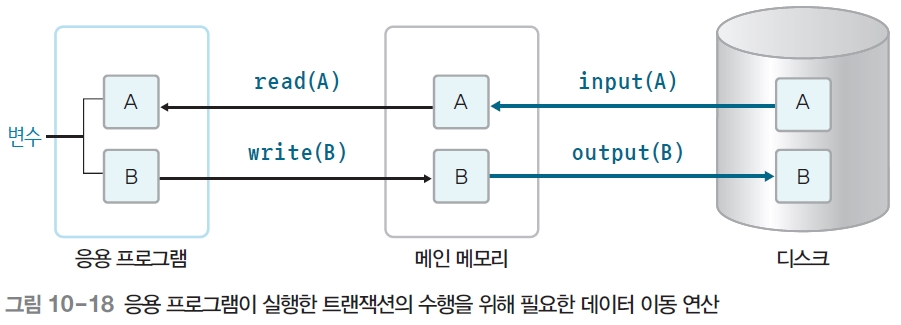 A read(A) A input(A) A
변수
B write(B) B output(B) B
응용 프로그램 메인 메모리 디스크
그림 10-18 응용 프로그램이 실행한 트랜잭션의 수행을 위해 필요한 데이터 이동 연산